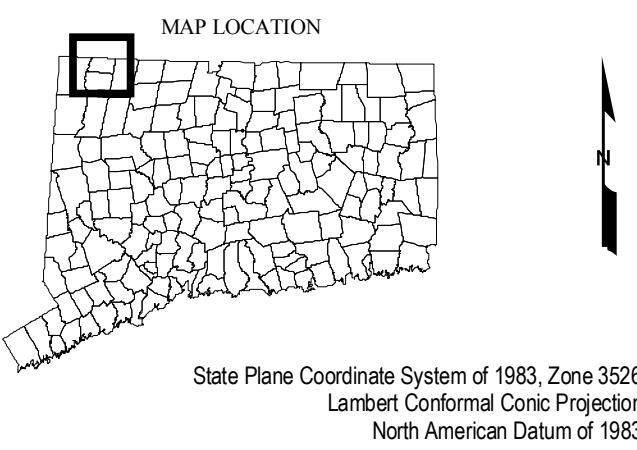 MAP LOCATION
N
State Plane Coordinate System of 1983, Zone 3526
Lambert Conformal Conic Projection
North American Datum of 1983